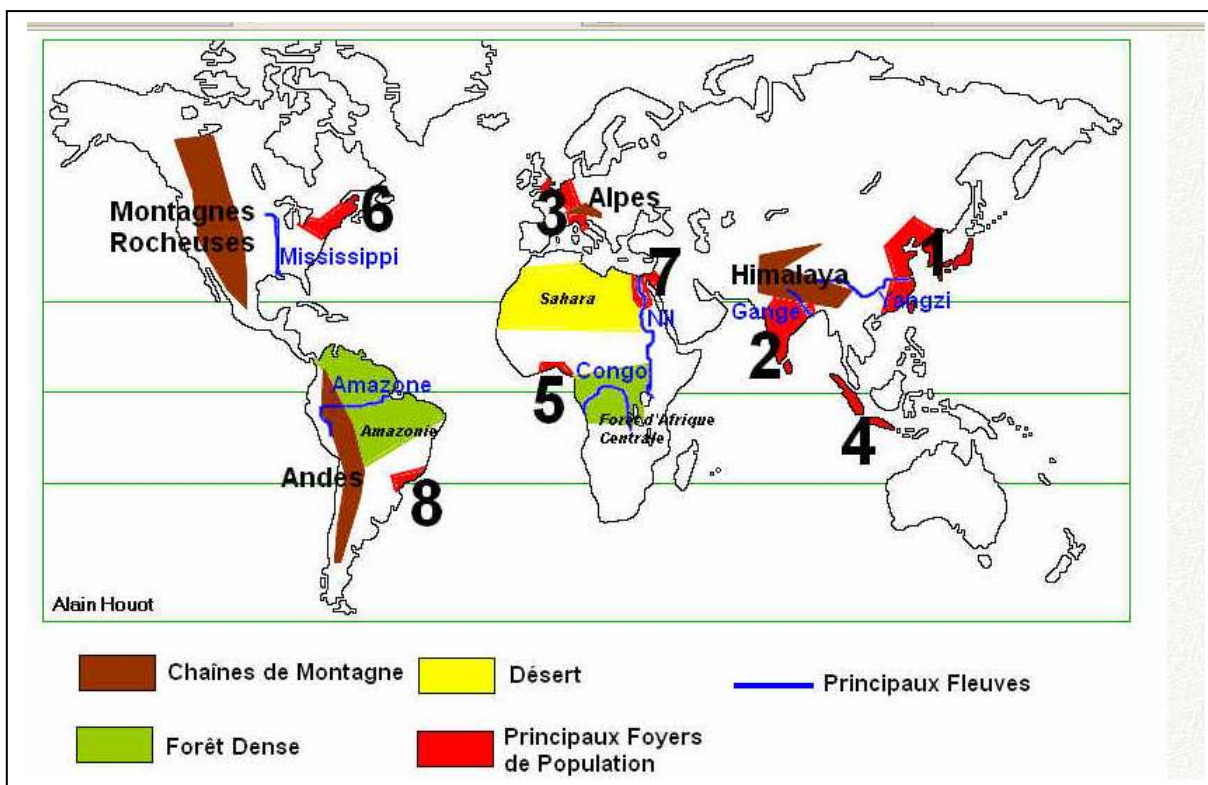 Montagnes
Rocheuses
Mississippi
6
3
Alpes
7
Sahara
Nil
Himalaya
Gange
Yangzi
1
2
Amazone
Amazonie
Andes
8
5
Congo
Forêt d'Afrique
Centrale
4
Alain Houot
Chaînes de Montagne
Désert
Principaux Fleuves
Forêt Dense
Principaux Foyers
de Population